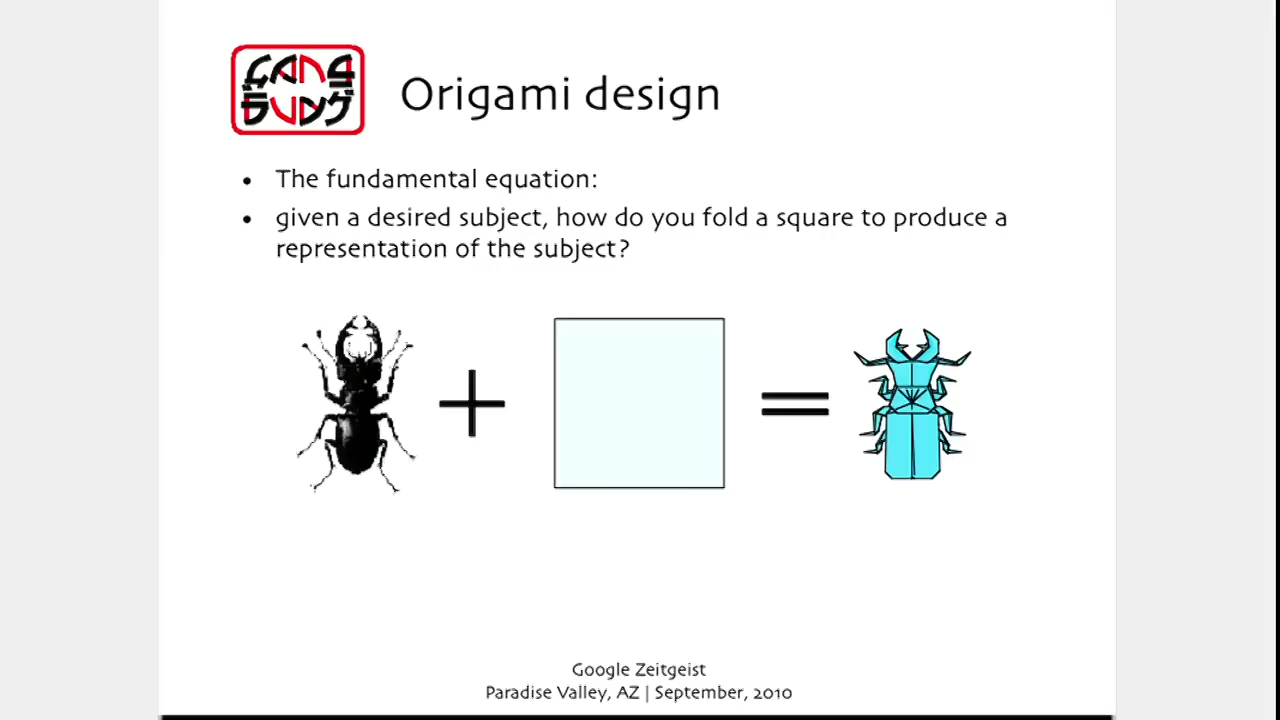 Origami design
• The fundamental equation:
• given a desired subject, how do you fold a square to produce a
representation of the subject?
+ =
Google Zeitgeist
Paradise Valley, AZ | September, 2010